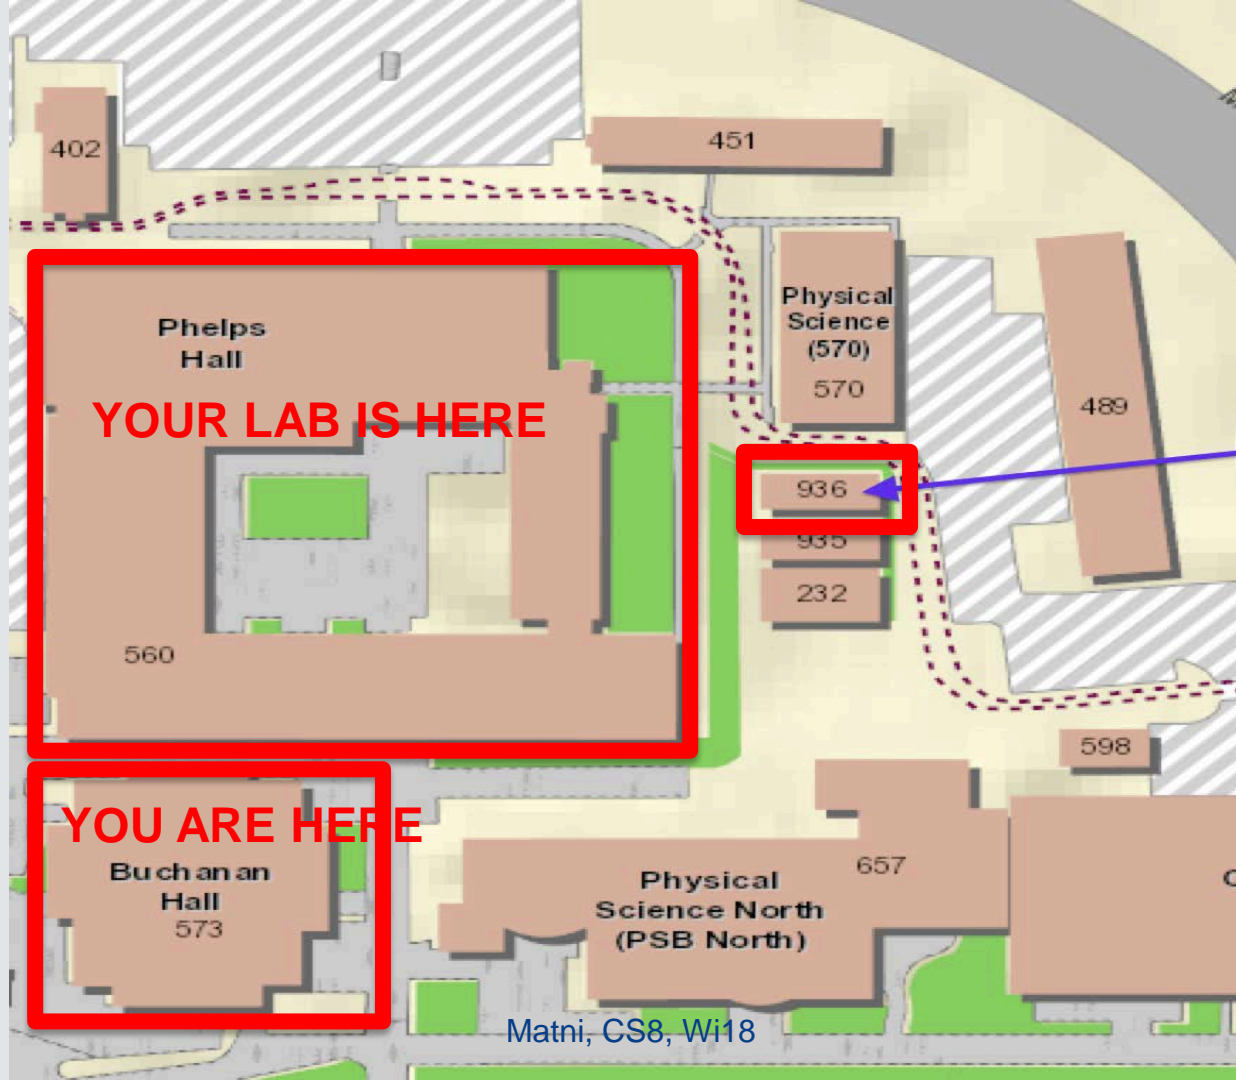 402
451
Phelps
Hall
Physical
Science
(570)
570
YOUR LAB IS HERE
489
936
935
232
560
598
YOU ARE HERE
Buchanan
Hall
573
657
Physical
Science North
(PSB North)
Matni, CS8, Wi18